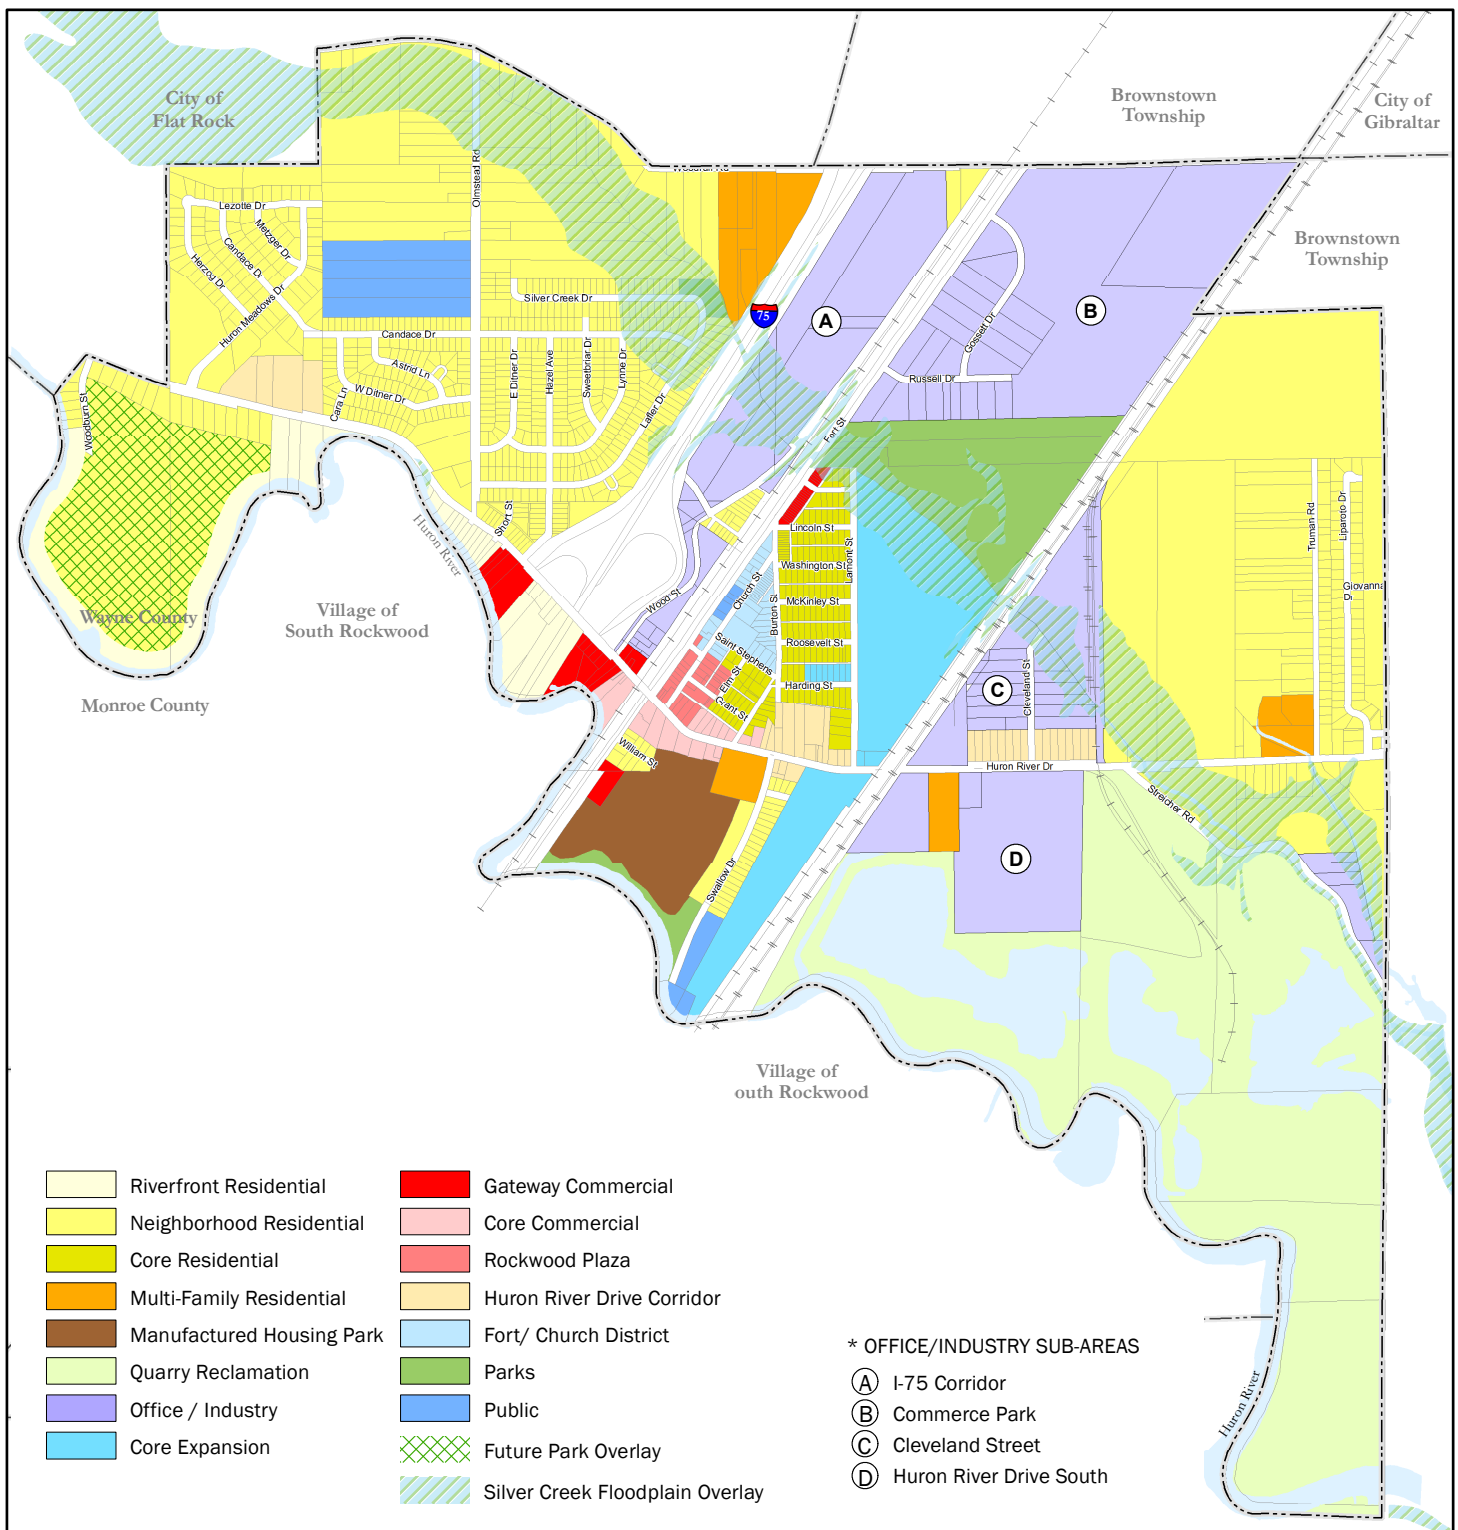 City of
Flat Rock
Brownstown
Township
City of
Gibraltar
Brownstown
Township
Woodruff Rd
Olmstead Rd
Lezotte Dr
Metzger Dr
Candace Dr
Herzog Dr
Huron Meadows Dr
Silver Creek Dr
Candace Dr
Astrid Ln
W Ditner Dr
Cara Ln
E Ditner Dr
Hazel Ave
Sweetbriar Dr
Lynne Dr
Lafler Dr
75
A
B
Gossett Dr
Russell Dr
Fort St
Woodburn St
Short St
Huron River
Lincoln St
Washington St
Lamont St
McKinley St
Church St
Burton St
Wood St
Roosevelt St
Saint Stephens
Elm St
Harding St
Grant St
William St
Truman Rd
Liparoto Dr
Giovanna
Dr
Wayne County
Village of
South Rockwood
Monroe County
C
Cleveland St
Huron River Dr
Streicher Rd
Swallow Dr
D
Village of
outh Rockwood
Huron River
Riverfront Residential
Neighborhood Residential
Core Residential
Multi-Family Residential
Manufactured Housing Park
Quarry Reclamation
Office / Industry
Core Expansion
Gateway Commercial
Core Commercial
Rockwood Plaza
Huron River Drive Corridor
Fort/ Church District
Parks
Public
Future Park Overlay
Silver Creek Floodplain Overlay
* OFFICE/INDUSTRY SUB-AREAS
A I-75 Corridor
B Commerce Park
C Cleveland Street
D Huron River Drive South